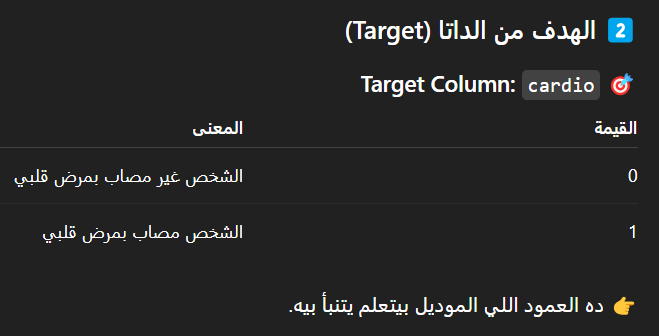 2️⃣ الهدف من الداتا (Target)
🎯 Target Column: cardio
القيمة المعنى
0 الشخص غير مصاب بمرض قلبي
1 الشخص مصاب بمرض قلبي
👉 ده العمود اللي الموديل بيتعلم يتنبأ بيه.